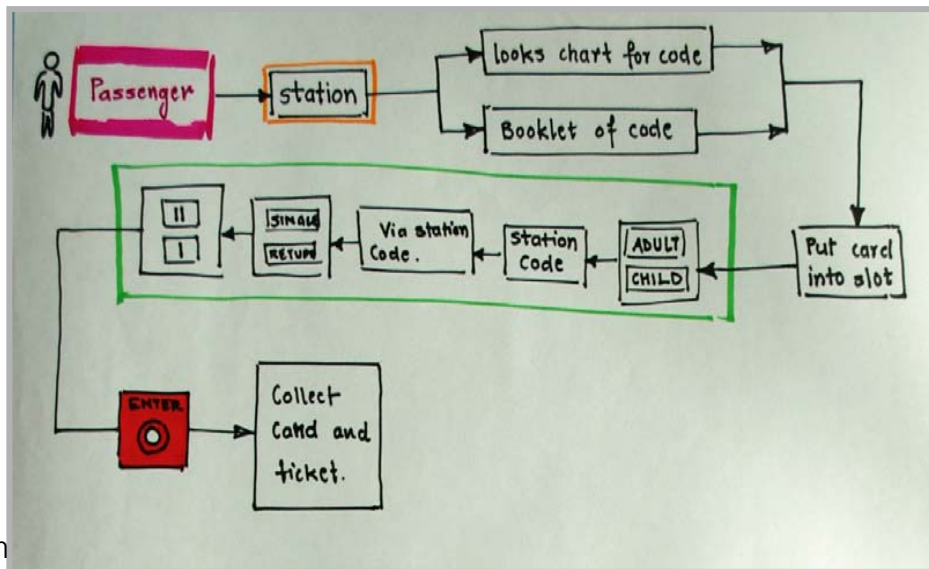 Passenger
station
looks chart for code
Booklet of code
Put card
into slot
ADULT
CHILD
Station
Code
Via station
Code.
SINGLE
RETURN
II
I
ENTER
Collect
Card and
ticket.
n